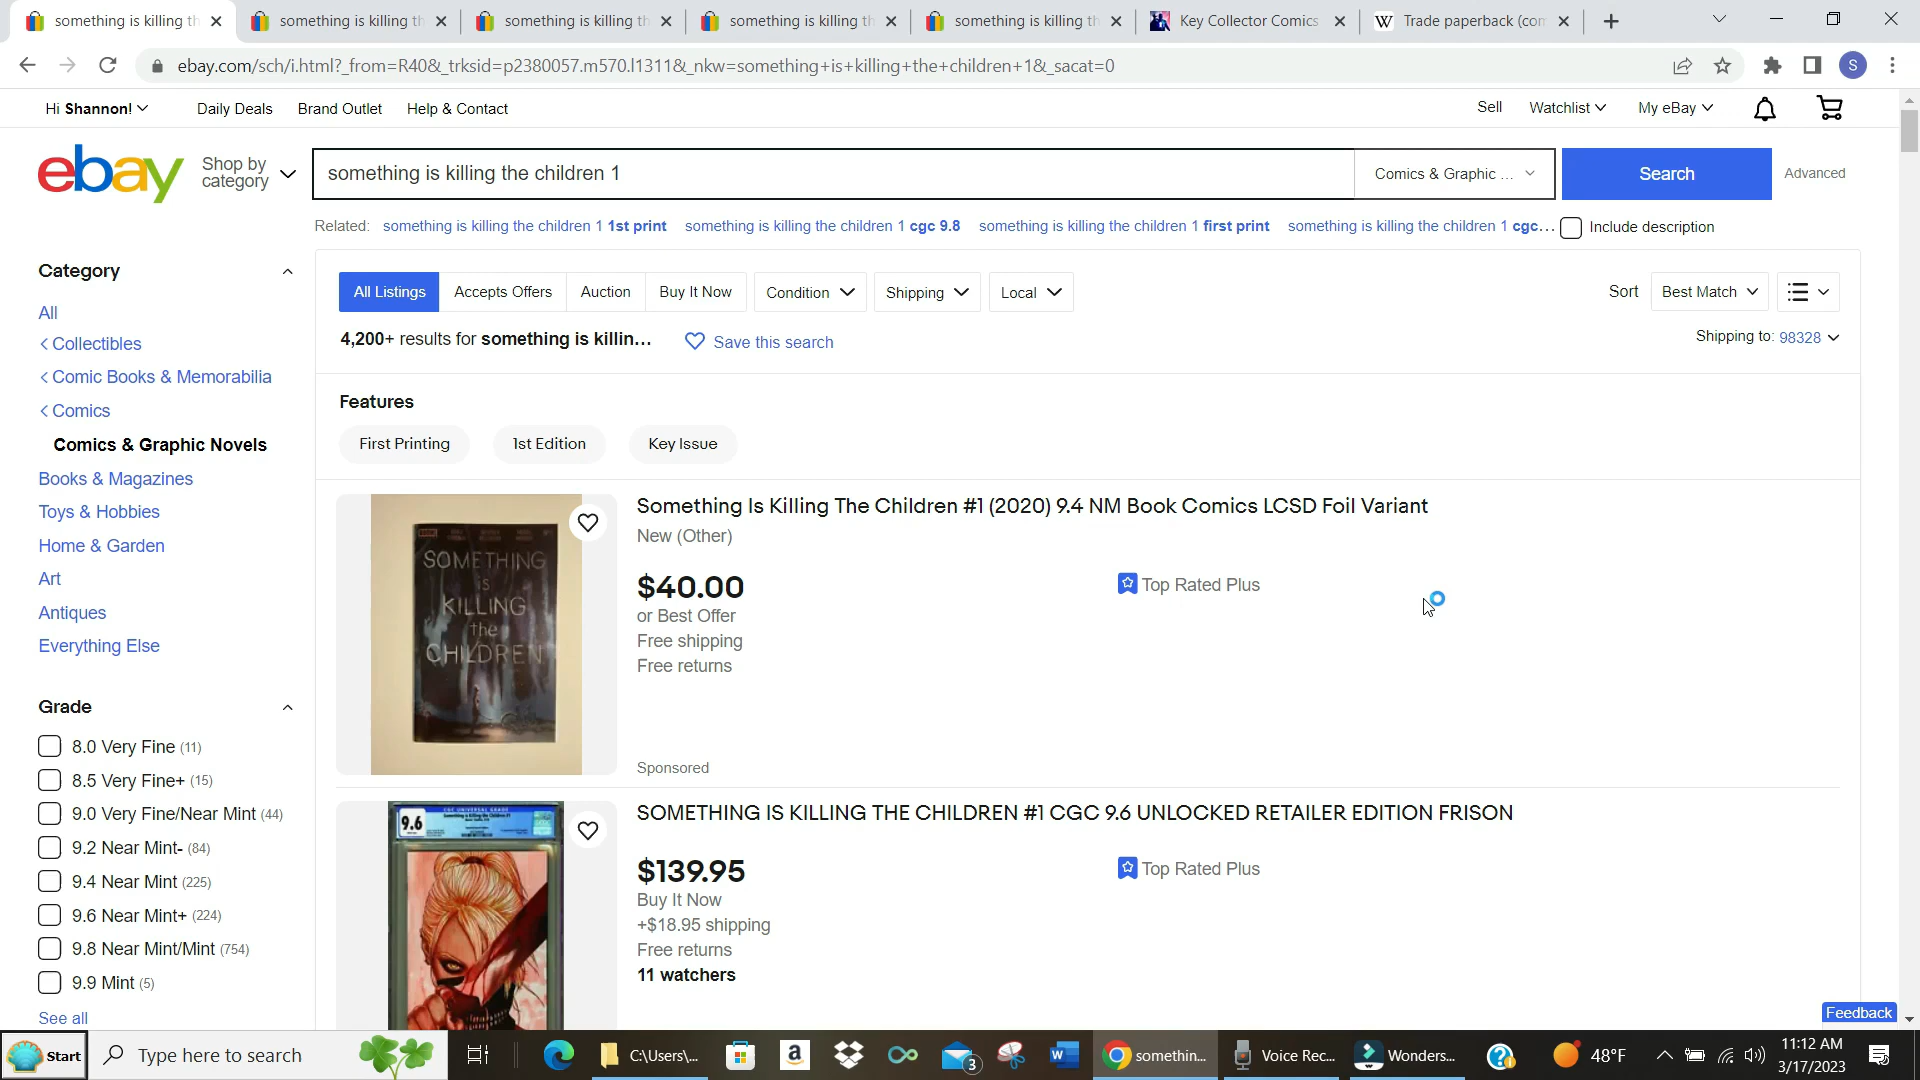 something is killing th
something is killing th
something is killing th
something is killing th
something is killing th
Key Collector Comics
Trade paperback (com
ebay.com/sch/i.html?_from=R40&_trksid=p2380057.m570.l1311&_nkw=something+is+killing+the+children+1&_sacat=0
S
Hi Shannon!
Daily Deals
Brand Outlet
Help & Contact
Sell
Watchlist
My eBay
ebay
Shop by category
something is killing the children 1
Comics & Graphic ...
Search
Advanced
Related: something is killing the children 1 1st print something is killing the children 1 cgc 9.8 something is killing the children 1 first print something is killing the children 1 cgc...
Include description
Category
All
Collectibles
Comic Books & Memorabilia
Comics
Comics & Graphic Novels
Books & Magazines
Toys & Hobbies
Home & Garden
Art
Antiques
Everything Else
Grade
8.0 Very Fine (11)
8.5 Very Fine+ (15)
9.0 Very Fine/Near Mint (44)
9.2 Near Mint- (84)
9.4 Near Mint (225)
9.6 Near Mint+ (224)
9.8 Near Mint/Mint (754)
9.9 Mint (5)
See all
All Listings
Accepts Offers
Auction
Buy It Now
Condition
Shipping
Local
Sort
Best Match
4,200+ results for something is killin...
Save this search
Shipping to: 98328
Features
First Printing
1st Edition
Key Issue
SOMETHING
is
KILLING
the
CHILDREN
Something Is Killing The Children #1 (2020) 9.4 NM Book Comics LCSD Foil Variant
New (Other)
$40.00
or Best Offer
Free shipping
Free returns
Top Rated Plus
Sponsored
9.6
SOMETHING IS KILLING THE CHILDREN #1 CGC 9.6 UNLOCKED RETAILER EDITION FRISON
$139.95
Buy It Now
+$18.95 shipping
Free returns
11 watchers
Top Rated Plus
Feedback
Start
Type here to search
C:\Users\...
a
3
somethin...
Voice Rec...
Wonders...
48°F
11:12 AM
3/17/2023